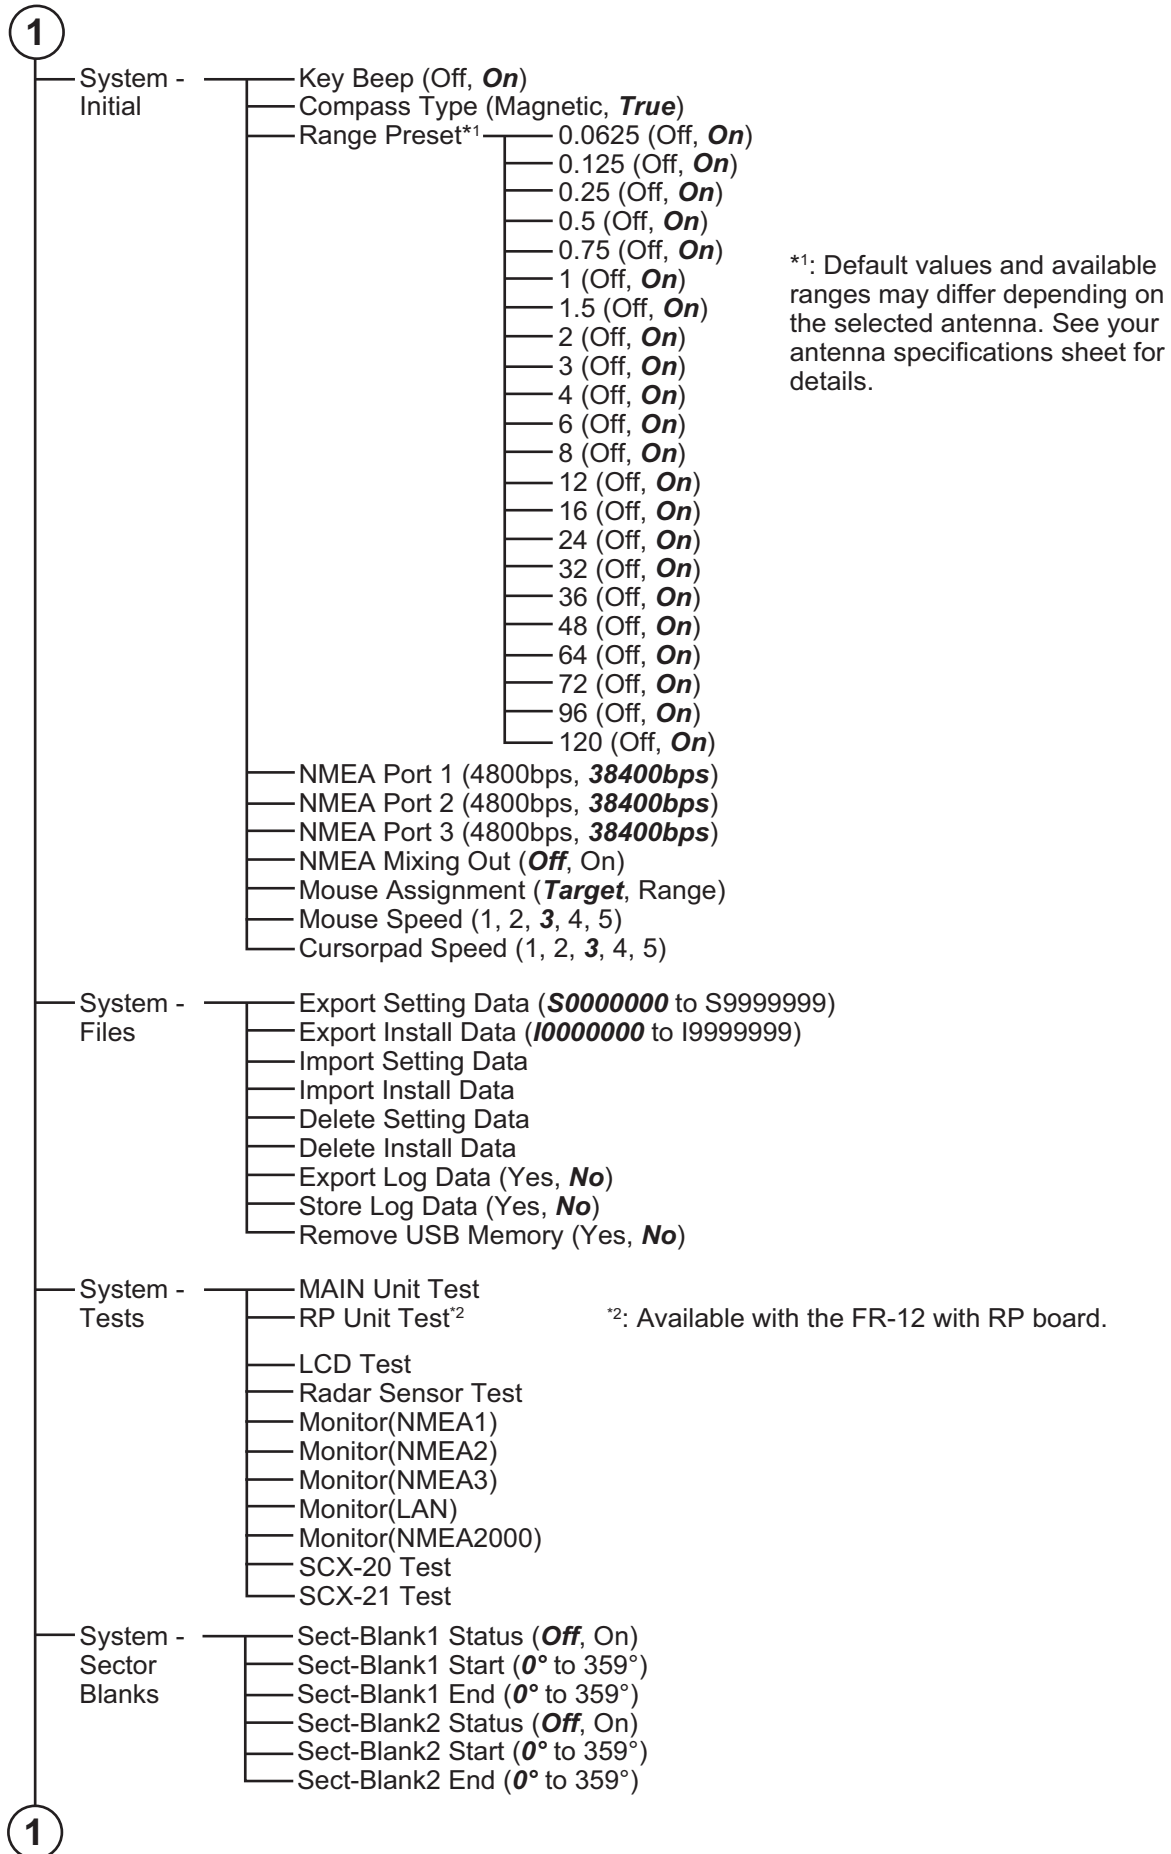 1
System -
Initial
Key Beep (Off, On)
Compass Type (Magnetic, True)
Range Preset*1
0.0625 (Off, On)
0.125 (Off, On)
0.25 (Off, On)
0.5 (Off, On)
0.75 (Off, On)
1 (Off, On)
1.5 (Off, On)
2 (Off, On)
3 (Off, On)
4 (Off, On)
6 (Off, On)
8 (Off, On)
12 (Off, On)
16 (Off, On)
24 (Off, On)
32 (Off, On)
36 (Off, On)
48 (Off, On)
64 (Off, On)
72 (Off, On)
96 (Off, On)
120 (Off, On)
*1: Default values and available
ranges may differ depending on
the selected antenna. See your
antenna specifications sheet for
details.
NMEA Port 1 (4800bps, 38400bps)
NMEA Port 2 (4800bps, 38400bps)
NMEA Port 3 (4800bps, 38400bps)
NMEA Mixing Out (Off, On)
Mouse Assignment (Target, Range)
Mouse Speed (1, 2, 3, 4, 5)
Cursorpad Speed (1, 2, 3, 4, 5)
System -
Files
Export Setting Data (S0000000 to S9999999)
Export Install Data (I0000000 to I9999999)
Import Setting Data
Import Install Data
Delete Setting Data
Delete Install Data
Export Log Data (Yes, No)
Store Log Data (Yes, No)
Remove USB Memory (Yes, No)
System -
Tests
MAIN Unit Test
RP Unit Test*2
*2: Available with the FR-12 with RP board.
LCD Test
Radar Sensor Test
Monitor(NMEA1)
Monitor(NMEA2)
Monitor(NMEA3)
Monitor(LAN)
Monitor(NMEA2000)
SCX-20 Test
SCX-21 Test
System -
Sector
Blanks
Sect-Blank1 Status (Off, On)
Sect-Blank1 Start (0° to 359°)
Sect-Blank1 End (0° to 359°)
Sect-Blank2 Status (Off, On)
Sect-Blank2 Start (0° to 359°)
Sect-Blank2 End (0° to 359°)
1